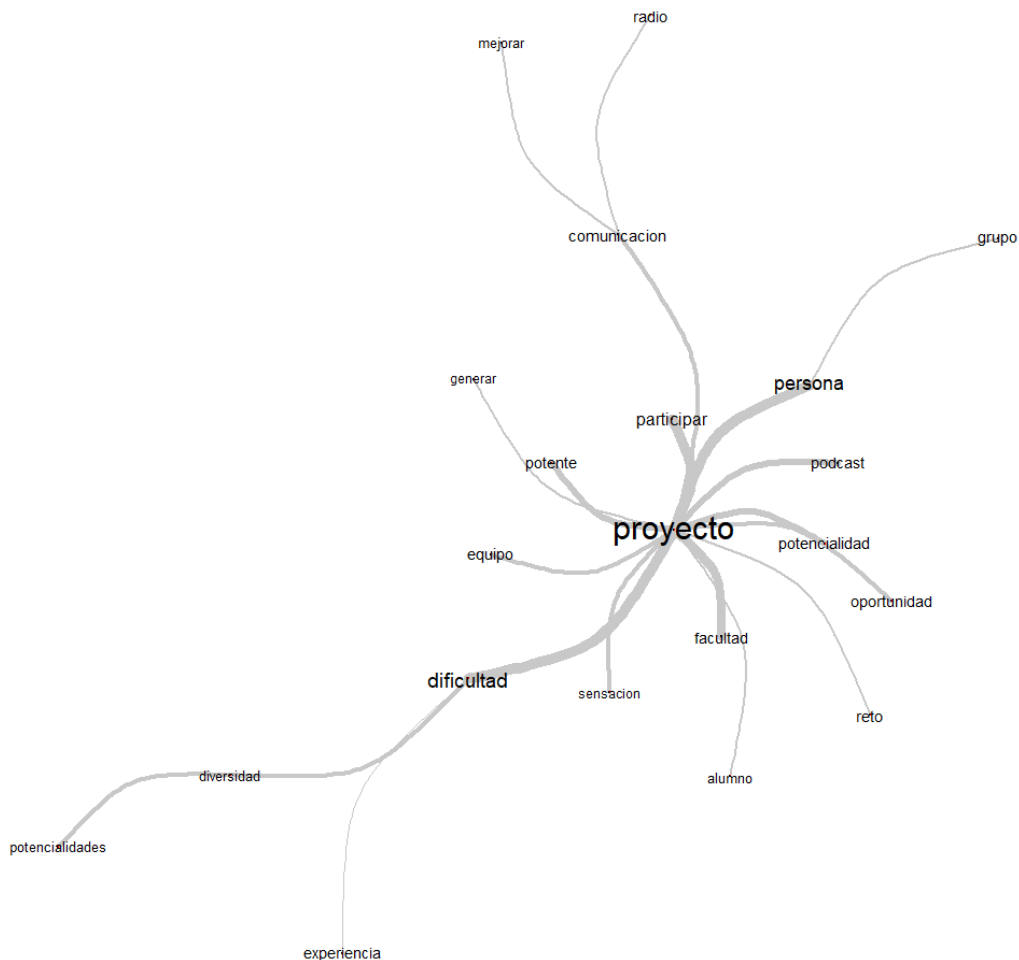 radio
mejorar
comunicacion
grupo
generar
persona
participar
potente
podcast
proyecto
equipo
potencialidad
oportunidad
facultad
dificultad
sensacion
reto
diversidad
alumno
potencialidades
experiencia